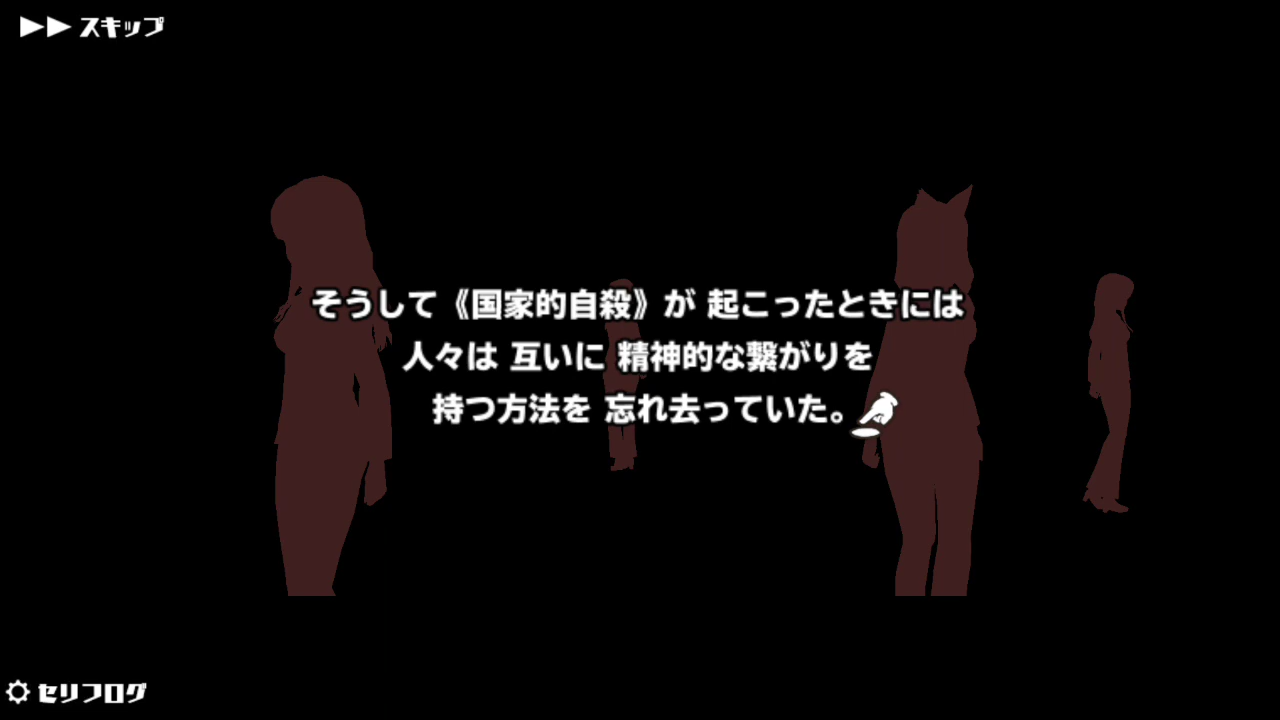 スキップ
そうして《国家的自殺》が 起こったときには
人々は 互いに 精神的な繋がりを
持つ方法を 忘れ去っていた。
セリフログ